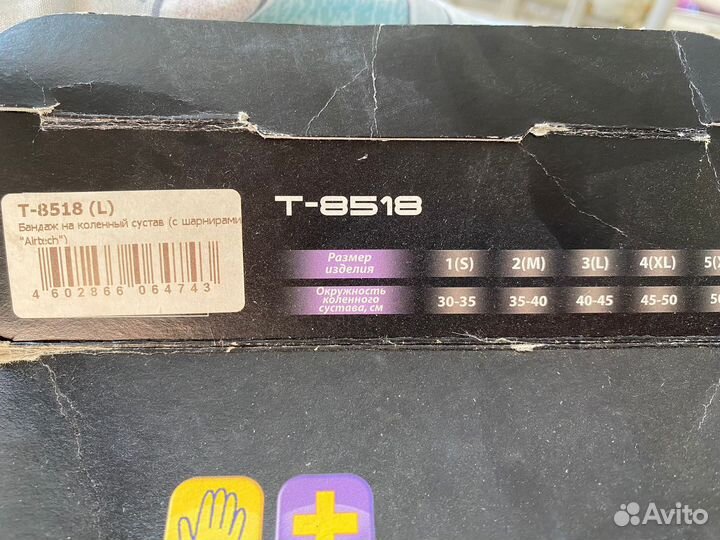 T-8518 (L)
Бандаж на коленный сустав (с шарнирами
"Airtech")
4 602866 064743
T-8518
Размер изделия 1(S) 2(M) 3(L) 4(XL)
Окружность коленного сустава, см 30-35 35-40 40-45 45-50
Avito